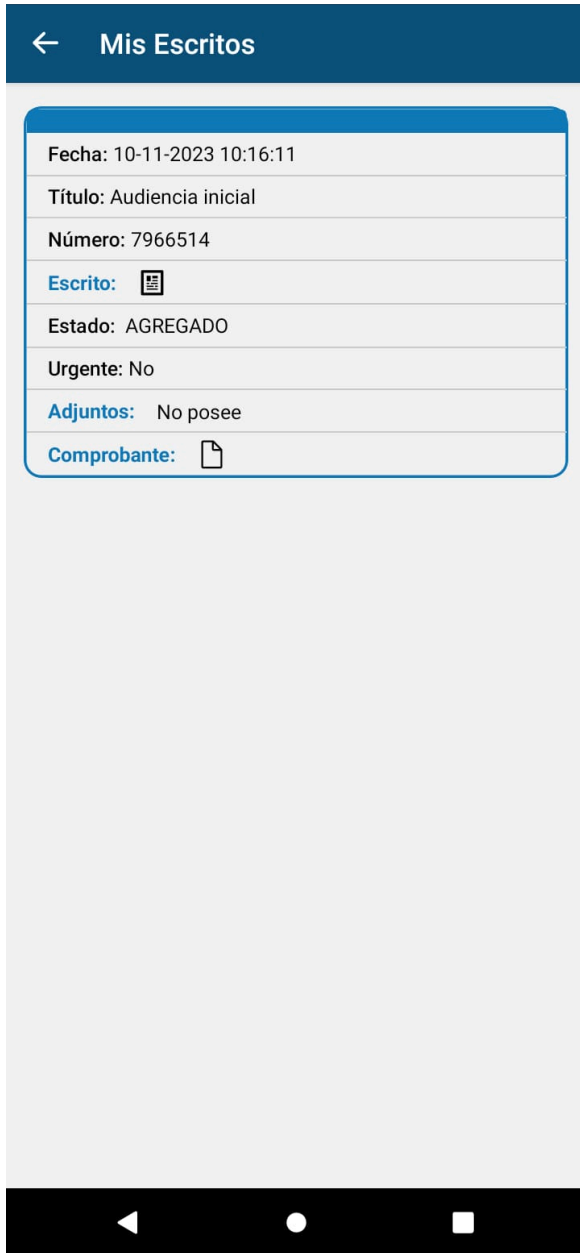 Mis Escritos
Fecha: 10-11-2023 10:16:11
Título: Audiencia inicial
Número: 7966514
Escrito:
Estado: AGREGADO
Urgente: No
Adjuntos: No posee
Comprobante: